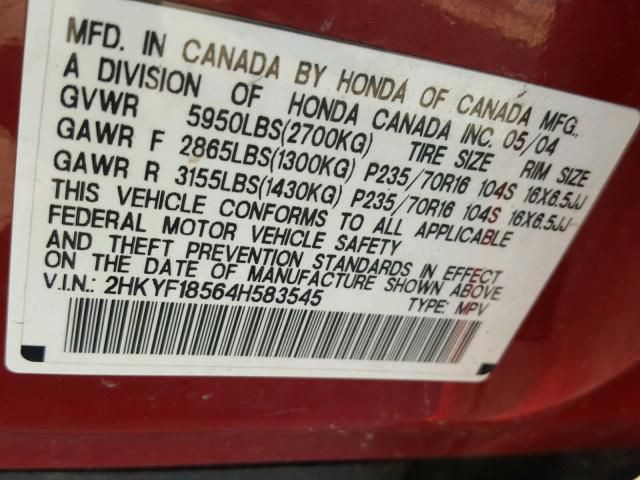 MFD. IN CANADA BY HONDA OF CANADA MFG.,
A DIVISION OF HONDA CANADA INC. 05/04
GVWR 5950LBS(2700KG) TIRE SIZE RIM SIZE
GAWR F 2865LBS(1300KG) P235/70R16 104S 16X6.5JJ
GAWR R 3155LBS(1430KG) P235/70R16 104S 16X6.5JJ
THIS VEHICLE CONFORMS TO ALL APPLICABLE
FEDERAL MOTOR VEHICLE SAFETY
AND THEFT PREVENTION STANDARDS IN EFFECT
ON THE DATE OF MANUFACTURE SHOWN ABOVE
V.I.N.: 2HKYF18564H583545 TYPE: MPV